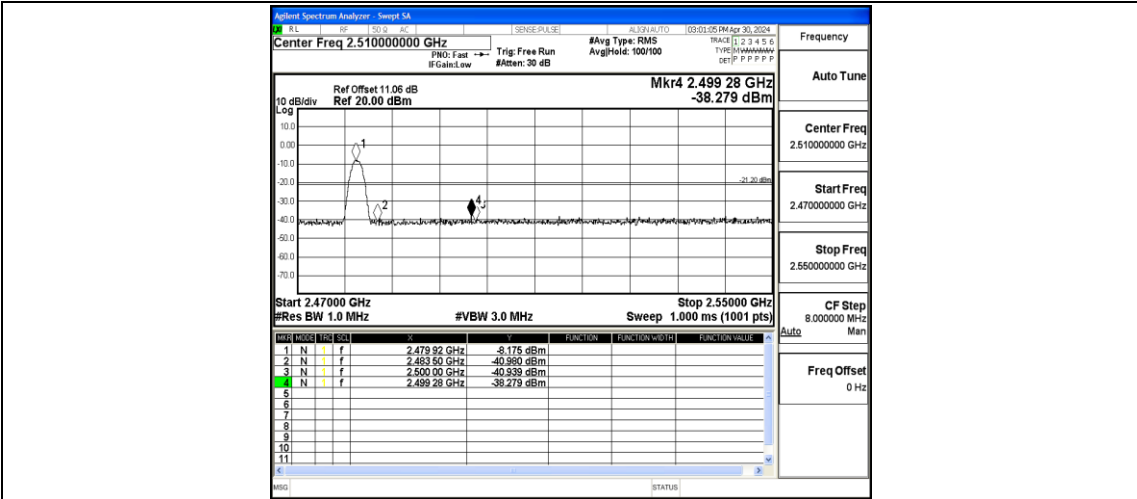 Agilent Spectrum Analyzer - Swept SA
RL RF 50 Ω AC SENSE:PULSE ALIGN AUTO 03:01:05 PM Apr 30, 2024
Center Freq 2.510000000 GHz #Avg Type: RMS TRACE 1 2 3 4 5 6
PNO: Fast Trig: Free Run Avg|Hold: 100/100 TYPE M
IFGain:Low #Atten: 30 dB DET P P P P P P
Frequency
Auto Tune
Center Freq
2.510000000 GHz
Start Freq
2.470000000 GHz
Stop Freq
2.550000000 GHz
CF Step
8.000000 MHz
Auto Man
Freq Offset
0 Hz
Mkr4 2.499 28 GHz
Ref Offset 11.06 dB
10 dB/div Ref 20.00 dBm -38.279 dBm
Log
10.0
0.00
-10.0
-20.0
-30.0
-40.0
-50.0
-60.0
-70.0
1
2
4
-21.20 dBm
Start 2.47000 GHz Stop 2.55000 GHz
#Res BW 1.0 MHz #VBW 3.0 MHz Sweep 1.000 ms (1001 pts)
MKR MODE TRC SCL X Y FUNCTION FUNCTION WIDTH FUNCTION VALUE
1 N 1 f 2.479 92 GHz -8.175 dBm
2 N 1 f 2.483 50 GHz -40.980 dBm
3 N 1 f 2.500 00 GHz -40.939 dBm
4 N 1 f 2.499 28 GHz -38.279 dBm
5
6
7
8
9
10
11
MSG STATUS